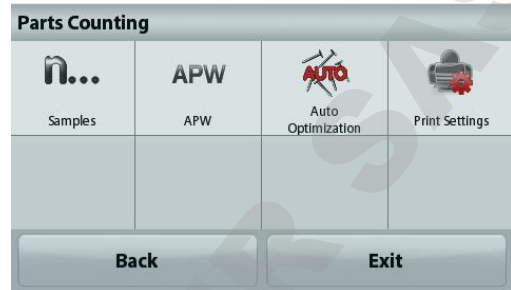 Parts Counting
n...
APW
AUTO
Samples
APW
Auto
Optimization
Print Settings
Back
Exit